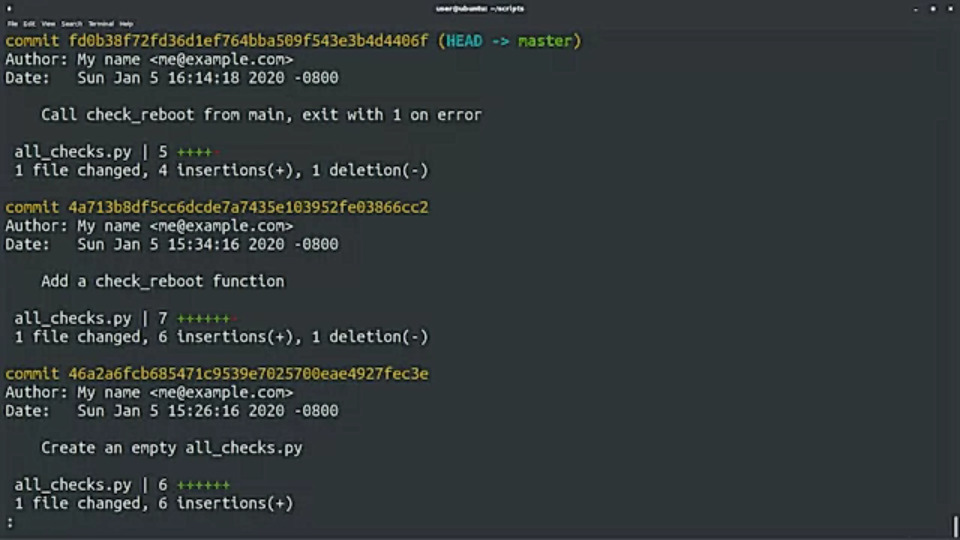 user@ubuntu: ~/scripts
File Edit View Search Terminal Help
commit fd0b38f72fd36d1ef764bba509f543e3b4d4406f (HEAD -> master)
Author: My name <me@example.com>
Date:   Sun Jan 5 16:14:18 2020 -0800
    Call check_reboot from main, exit with 1 on error
 all_checks.py | 5 ++++-
 1 file changed, 4 insertions(+), 1 deletion(-)
commit 4a713b8df5cc6dcde7a7435e103952fe03866cc2
Author: My name <me@example.com>
Date:   Sun Jan 5 15:34:16 2020 -0800
    Add a check_reboot function
 all_checks.py | 7 ++++++-
 1 file changed, 6 insertions(+), 1 deletion(-)
commit 46a2a6fcb685471c9539e7025700eae4927fec3e
Author: My name <me@example.com>
Date:   Sun Jan 5 15:26:16 2020 -0800
    Create an empty all_checks.py
 all_checks.py | 6 ++++++
 1 file changed, 6 insertions(+)
: